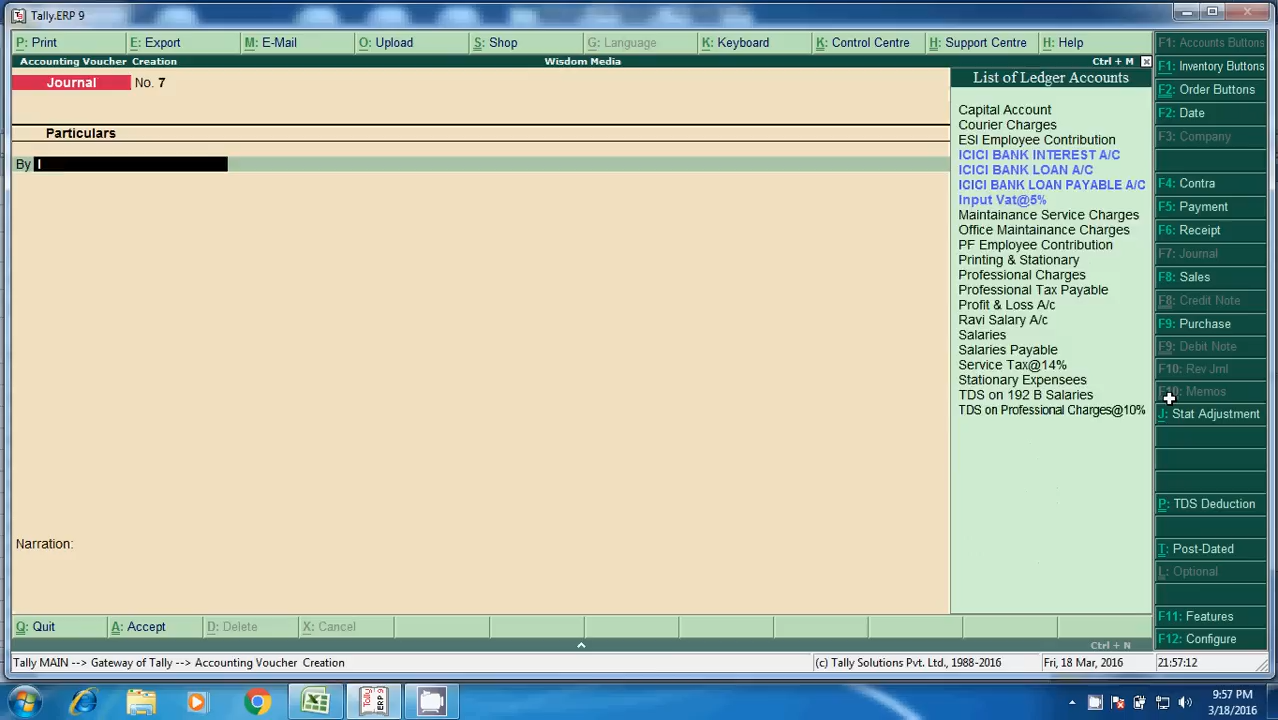 Tally.ERP 9
P: Print
E: Export
M: E-Mail
O: Upload
S: Shop
G: Language
K: Keyboard
K: Control Centre
H: Support Centre
H: Help
Accounting Voucher Creation
Wisdom Media
Ctrl + M
Journal
No. 7
Particulars
By I
Narration:
List of Ledger Accounts
Capital Account
Courier Charges
ESI Employee Contribution
ICICI BANK INTEREST A/C
ICICI BANK LOAN A/C
ICICI BANK LOAN PAYABLE A/C
Input Vat@5%
Maintainance Service Charges
Office Maintainance Charges
PF Employee Contribution
Printing & Stationary
Professional Charges
Professional Tax Payable
Profit & Loss A/c
Ravi Salary A/c
Salaries
Salaries Payable
Service Tax@14%
Stationary Expensees
TDS on 192 B Salaries
TDS on Professional Charges@10%
F1: Accounts Buttons
F1: Inventory Buttons
F2: Order Buttons
F2: Date
F3: Company
F4: Contra
F5: Payment
F6: Receipt
F7: Journal
F8: Sales
F8: Credit Note
F9: Purchase
F9: Debit Note
F10: Rev Jrnl
F10: Memos
J: Stat Adjustment
P: TDS Deduction
T: Post-Dated
L: Optional
F11: Features
F12: Configure
Q: Quit
A: Accept
D: Delete
X: Cancel
Ctrl + N
Tally MAIN --> Gateway of Tally --> Accounting Voucher Creation
(c) Tally Solutions Pvt. Ltd., 1988-2016
Fri, 18 Mar, 2016
21:57:12
9:57 PM
3/18/2016